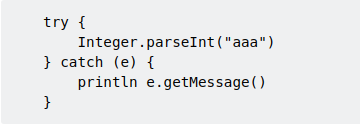 try {
    Integer.parseInt("aaa")
} catch (e) {
    println e.getMessage()
}